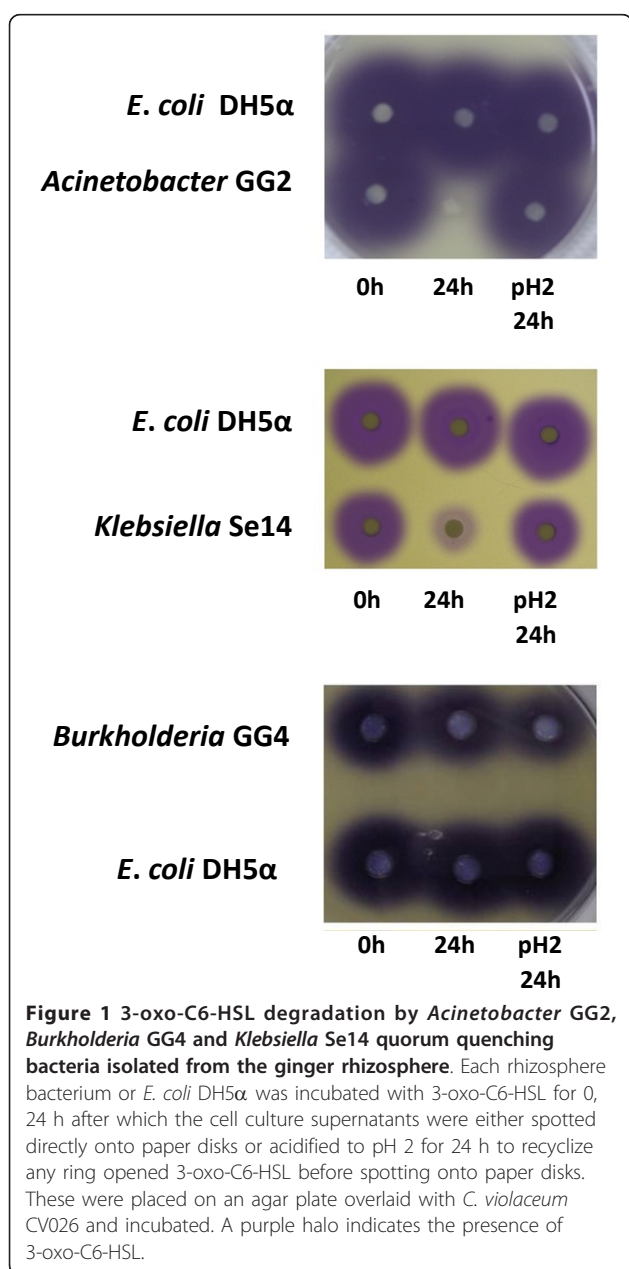 E. coli DH5α
Acinetobacter GG2
0h 24h pH2
24h
E. coli DH5α
Klebsiella Se14
0h 24h pH2
24h
Burkholderia GG4
E. coli DH5α
0h 24h pH2
24h
Figure 1 3-oxo-C6-HSL degradation by Acinetobacter GG2,
Burkholderia GG4 and Klebsiella Se14 quorum quenching
bacteria isolated from the ginger rhizosphere. Each rhizosphere
bacterium or E. coli DH5α was incubated with 3-oxo-C6-HSL for 0,
24 h after which the cell culture supernatants were either spotted
directly onto paper disks or acidified to pH 2 for 24 h to recyclize
any ring opened 3-oxo-C6-HSL before spotting onto paper disks.
These were placed on an agar plate overlaid with C. violaceum
CV026 and incubated. A purple halo indicates the presence of
3-oxo-C6-HSL.